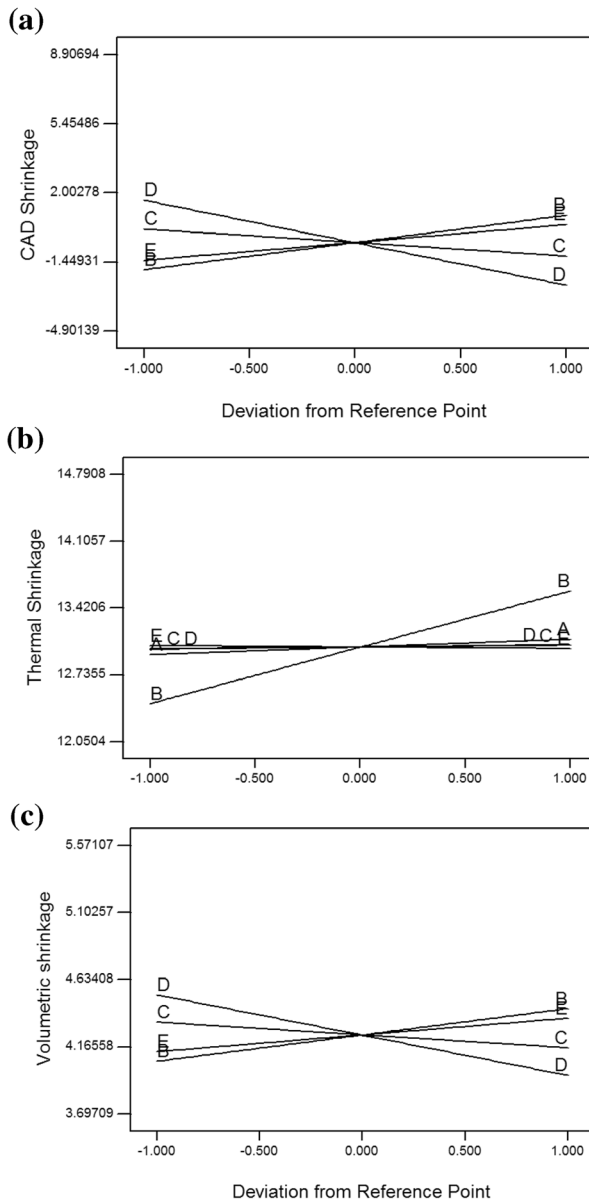 (a)
CAD Shrinkage
8.90694
5.45486
2.00278
-1.44931
-4.90139
D
C
E
B
B
E
C
D
-1.000 -0.500 0.000 0.500 1.000
Deviation from Reference Point
(b)
Thermal Shrinkage
14.7908
14.1057
13.4206
12.7355
12.0504
E C D
A
B
B
A
D C E
-1.000 -0.500 0.000 0.500 1.000
(c)
Volumetric shrinkage
5.57107
5.10257
4.63408
4.16558
3.69709
D
C
E
B
B
E
C
D
-1.000 -0.500 0.000 0.500 1.000
Deviation from Reference Point